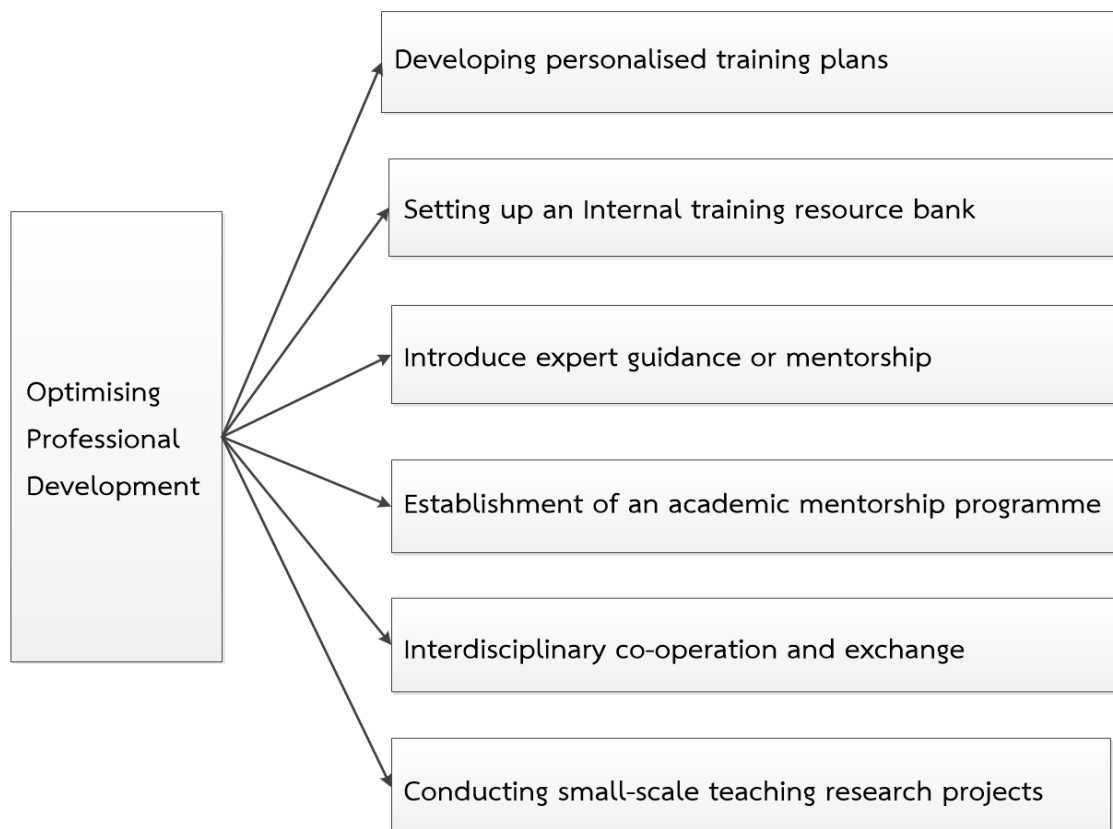 Optimising
Professional
Development
Developing personalised training plans
Setting up an Internal training resource bank
Introduce expert guidance or mentorship
Establishment of an academic mentorship programme
Interdisciplinary co-operation and exchange
Conducting small-scale teaching research projects